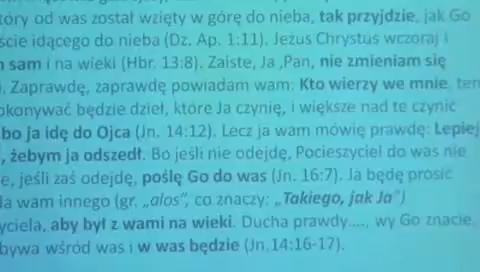 tóry od was został wzięty w górę do nieba, tak przyjdzie, jak Go
ście idącego do nieba (Dz. Ap. 1:11). Jezus Chrystus wczoraj i
n sam i na wieki (Hbr. 13:8). Zaiste, Ja ,Pan, nie zmieniam się
). Zaprawdę, zaprawdę powiadam wam: Kto wierzy we mnie, ten
okonywać będzie dzieł, które Ja czynię, i większe nad te czynić
bo ja idę do Ojca (Jn. 14:12). Lecz ja wam mówię prawdę: Lepiej
, żebym ja odszedł. Bo jeśli nie odejdę, Pocieszyciel do was nie
e, jeśli zaś odejdę, poślę Go do was (Jn. 16:7). Ja będę prosić
da wam innego (gr. „alos”, co znaczy: „Takiego, jak Ja”)
yciela, aby był z wami na wieki. Ducha prawdy...., wy Go znacie,
bywa wśród was i w was będzie (Jn.14:16-17).